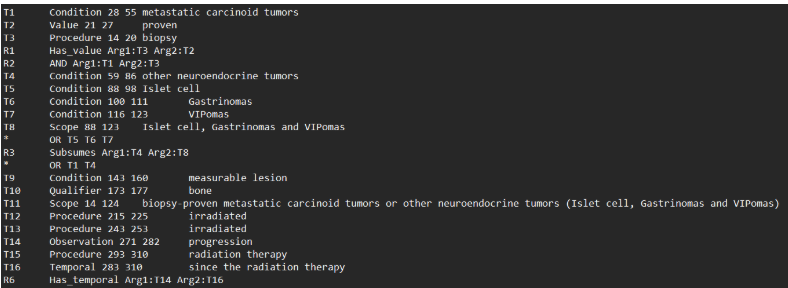 T1 Condition 28 55 metastatic carcinoid tumors
T2 Value 21 27 proven
T3 Procedure 14 20 biopsy
R1 Has_value Arg1:T3 Arg2:T2
R2 AND Arg1:T1 Arg2:T3
T4 Condition 59 86 other neuroendocrine tumors
T5 Condition 88 98 Islet cell
T6 Condition 100 111 Gastrinomas
T7 Condition 116 123 VIPomas
T8 Scope 88 123 Islet cell, Gastrinomas and VIPomas
* OR T5 T6 T7
R3 Subsumes Arg1:T4 Arg2:T8
* OR T1 T4
T9 Condition 143 160 measurable lesion
T10 Qualifier 173 177 bone
T11 Scope 14 124 biopsy-proven metastatic carcinoid tumors or other neuroendocrine tumors (Islet cell, Gastrinomas and VIPomas)
T12 Procedure 215 225 irradiated
T13 Procedure 243 253 irradiated
T14 Observation 271 282 progression
T15 Procedure 293 310 radiation therapy
T16 Temporal 283 310 since the radiation therapy
R6 Has_temporal Arg1:T14 Arg2:T16